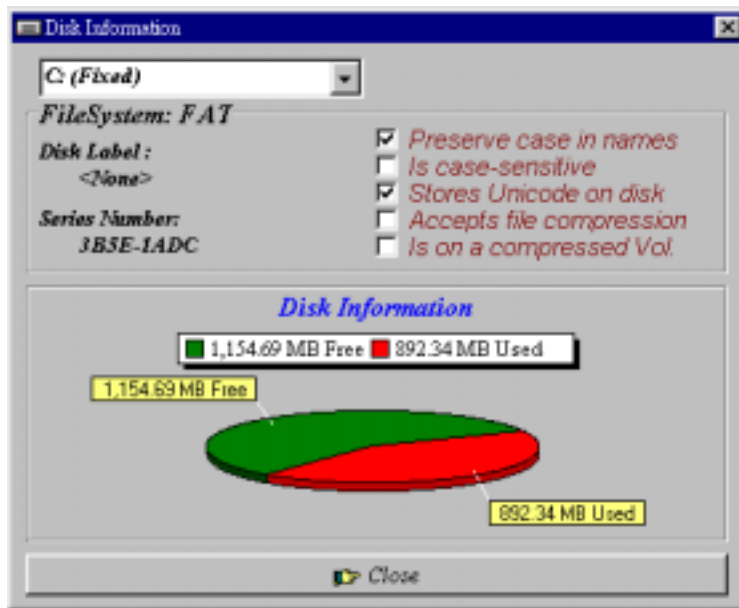 Disk Information
C: (Fixed)
FileSystem: FAT
Disk Label :
<None>
Series Number:
3B5E-1ADC
Preserve case in names
Is case-sensitive
Stores Unicode on disk
Accepts file compression
Is on a compressed Vol.
Disk Information
1,154.69 MB Free 892.34 MB Used
1,154.69 MB Free
892.34 MB Used
Close